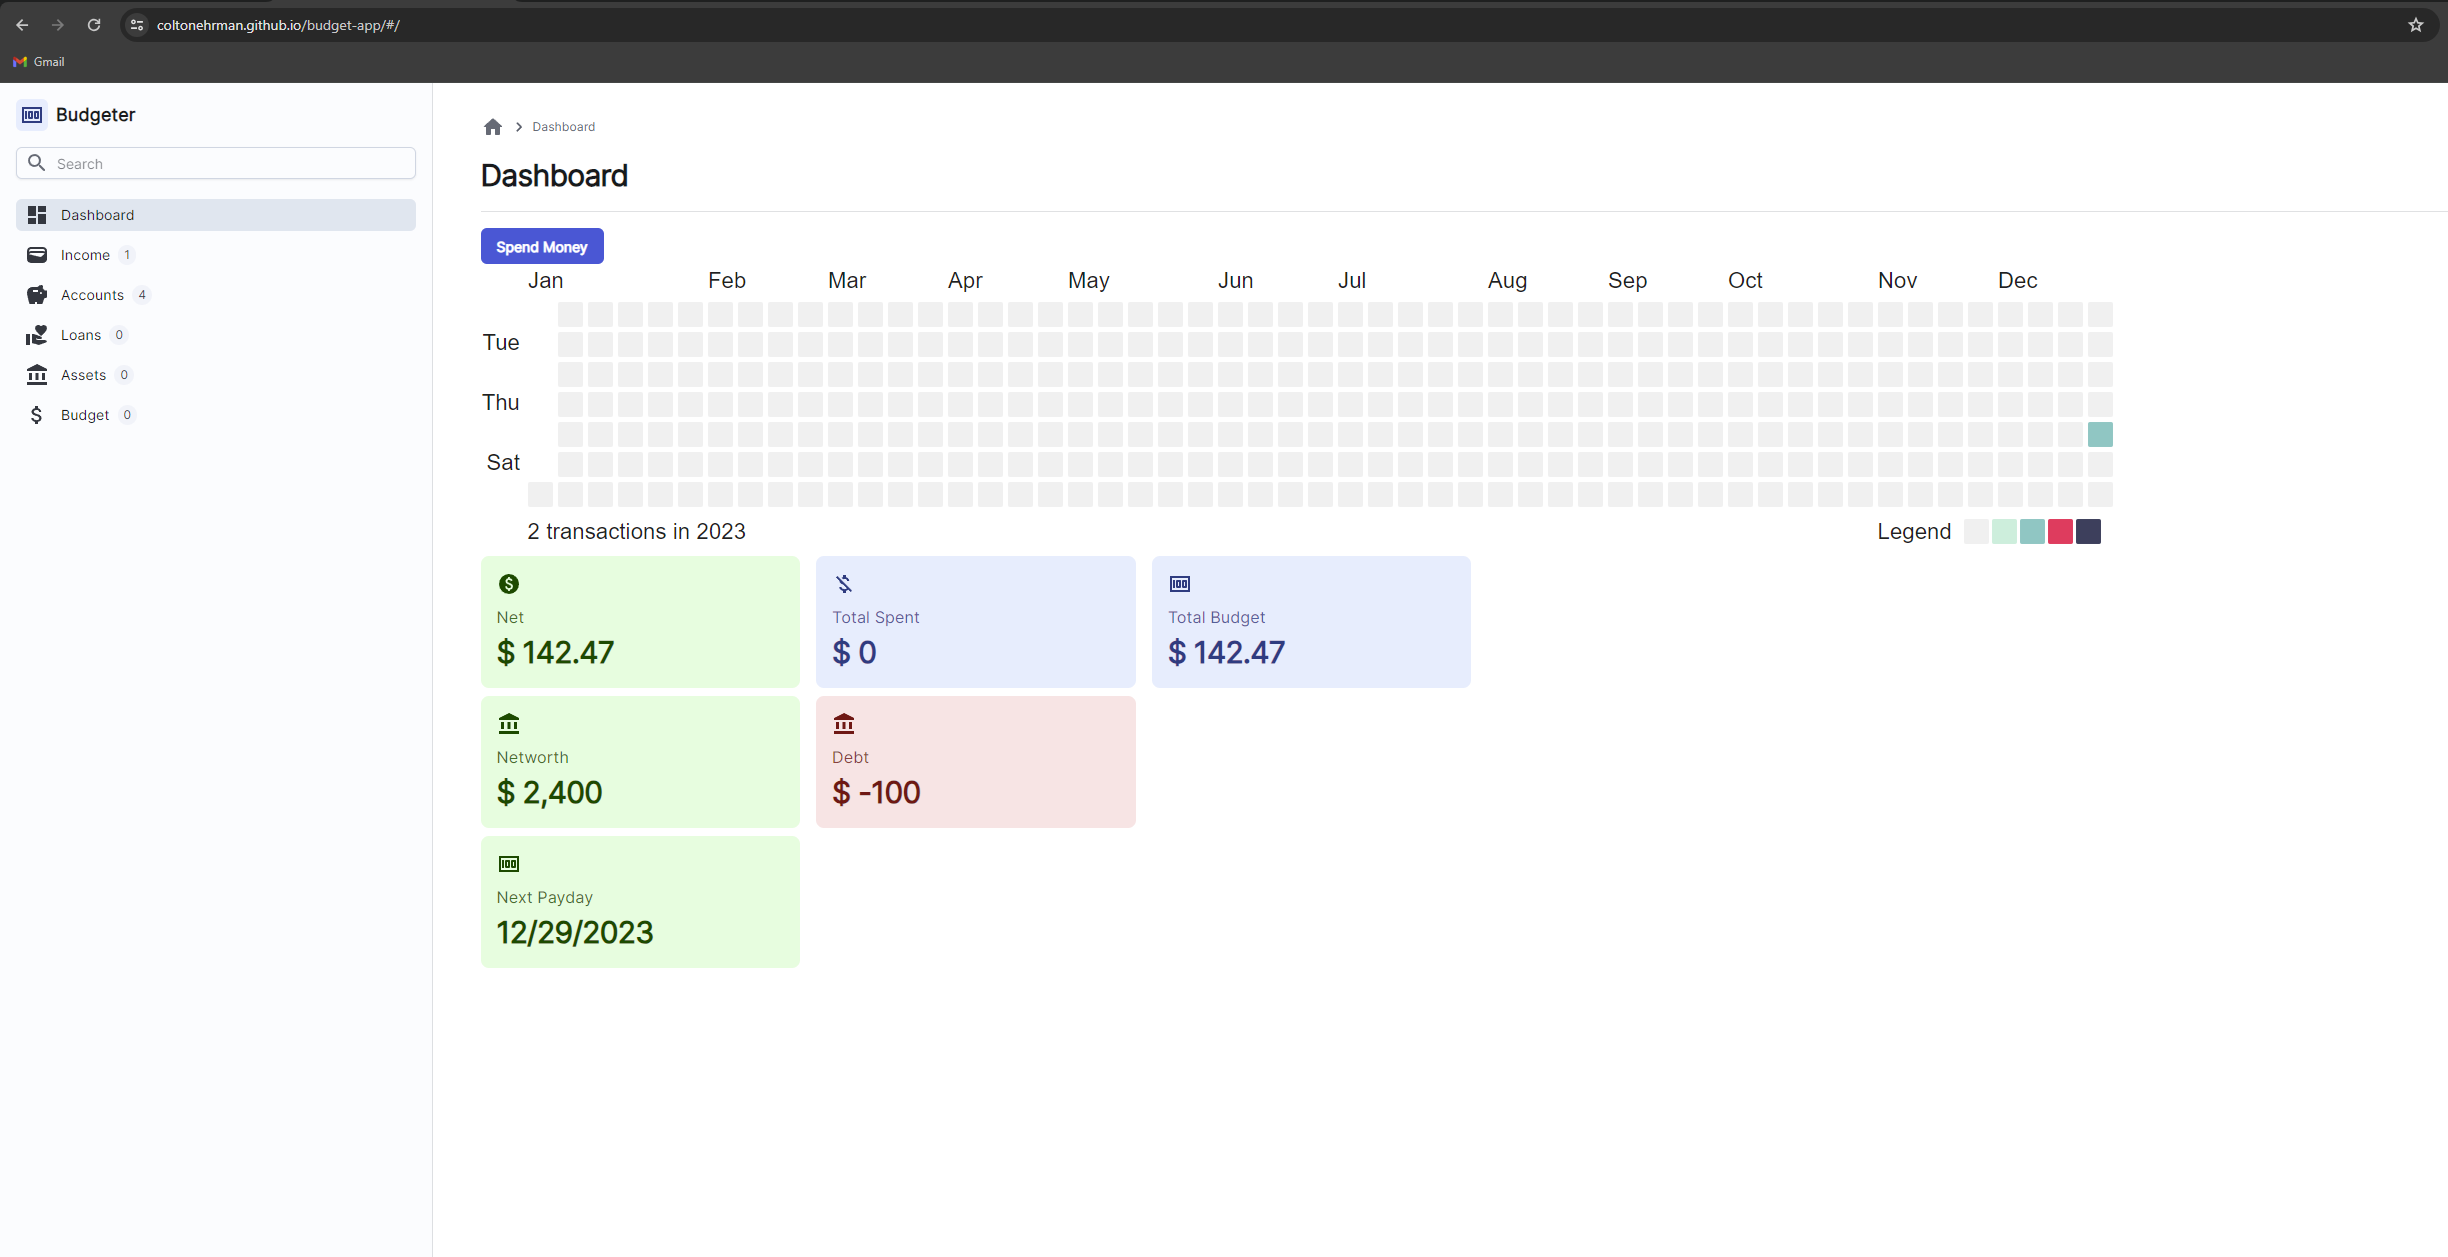 coltonehrman.github.io/budget-app/#/
Gmail
Budgeter
Search
Dashboard
Income 1
Accounts 4
Loans 0
Assets 0
Budget 0
Dashboard
Dashboard
Spend Money
Jan Feb Mar Apr May Jun Jul Aug Sep Oct Nov Dec
Tue
Thu
Sat
2 transactions in 2023
Legend
Net
$ 142.47
Total Spent
$ 0
Total Budget
$ 142.47
Networth
$ 2,400
Debt
$ -100
Next Payday
12/29/2023